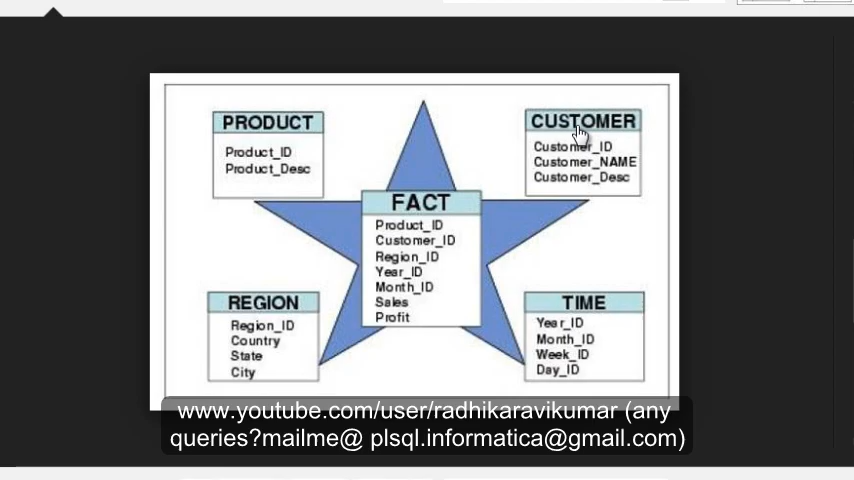 PRODUCT
Product_ID
Product_Desc
CUSTOMER
Customer_ID
Customer_NAME
Customer_Desc
FACT
Product_ID
Customer_ID
Region_ID
Year_ID
Month_ID
Sales
Profit
REGION
Region_ID
Country
State
City
TIME
Year_ID
Month_ID
Week_ID
Day_ID
www.youtube.com/user/radhikaravikumar (any
queries?mailme@ plsql.informatica@gmail.com)